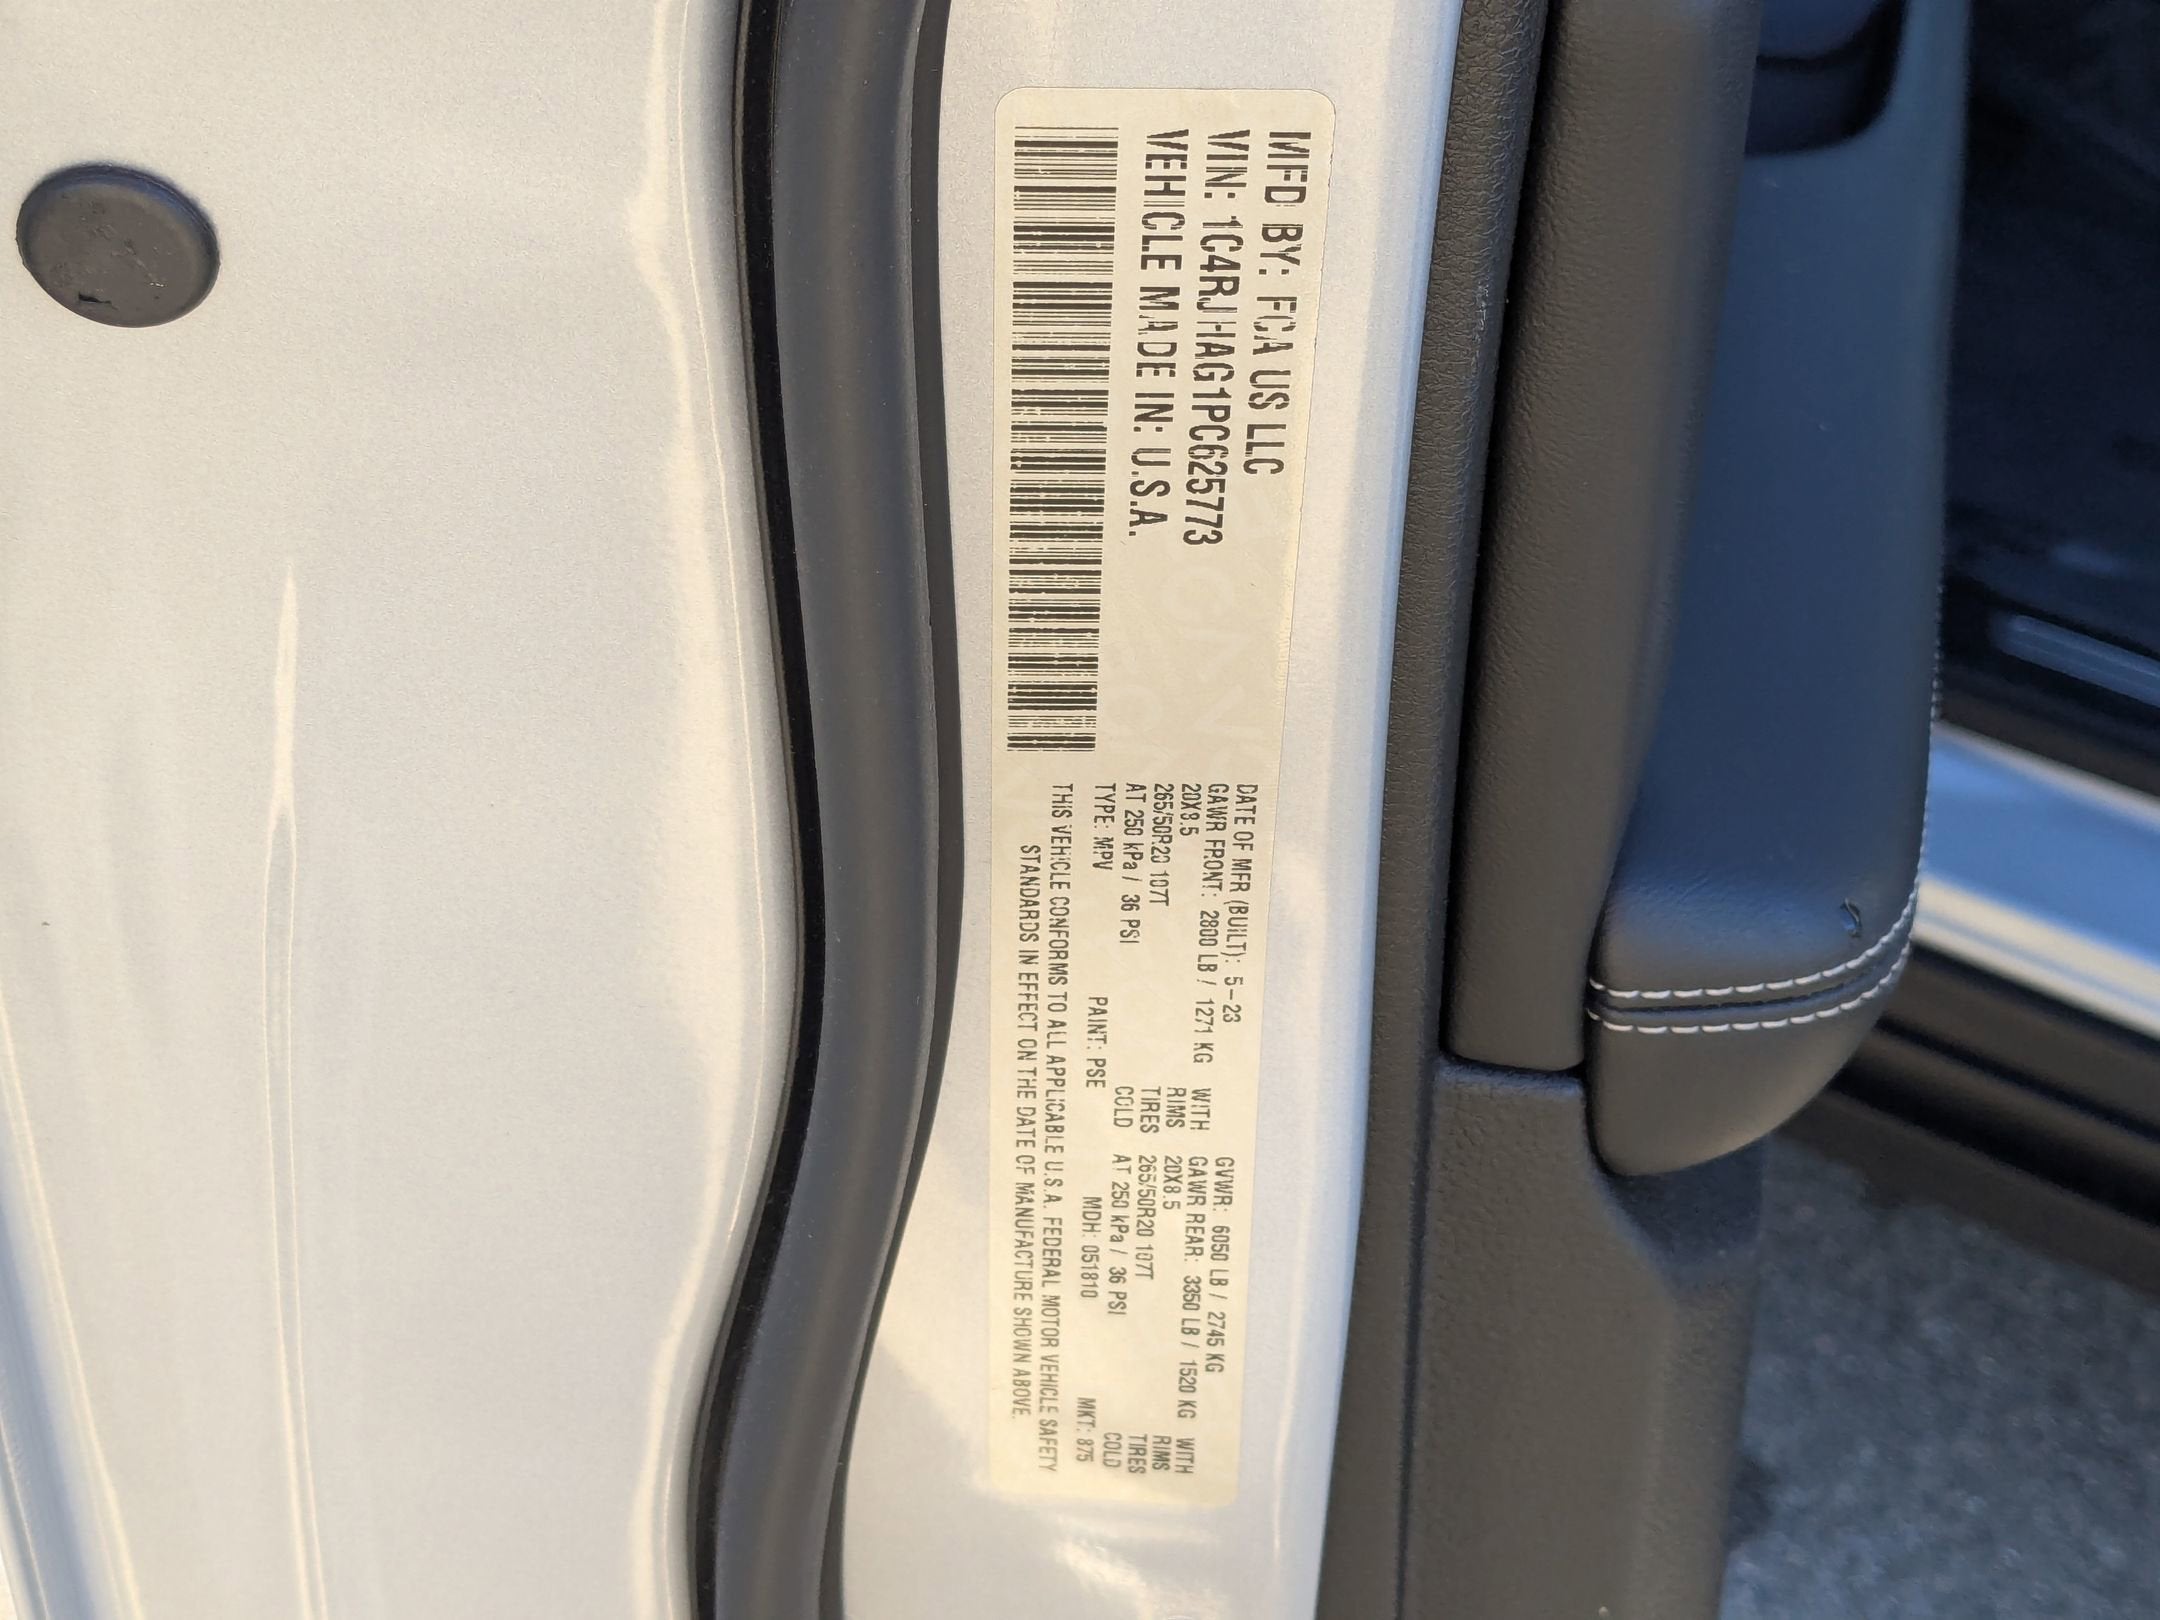 MFD BY: FCA US LLC
VIN: 1C4RJHAG1PC625773
VEHICLE MADE IN: U.S.A.
DATE OF MFR (BUILT): 5-23 GVWR: 6050 LB / 2745 KG
GAWR FRONT: 2800 LB / 1271 KG WITH GAWR REAR: 3350 LB / 1520 KG WITH
20X8.5 RIMS 20X8.5 RIMS
265/50R20 107T TIRES 265/50R20 107T TIRES
AT 250 kPa / 36 PSI COLD AT 250 kPa / 36 PSI COLD
TYPE: MPV PAINT: PSE MDH: 051810 MKT: 875
THIS VEHICLE CONFORMS TO ALL APPLICABLE U.S.A. FEDERAL MOTOR VEHICLE SAFETY
STANDARDS IN EFFECT ON THE DATE OF MANUFACTURE SHOWN ABOVE.